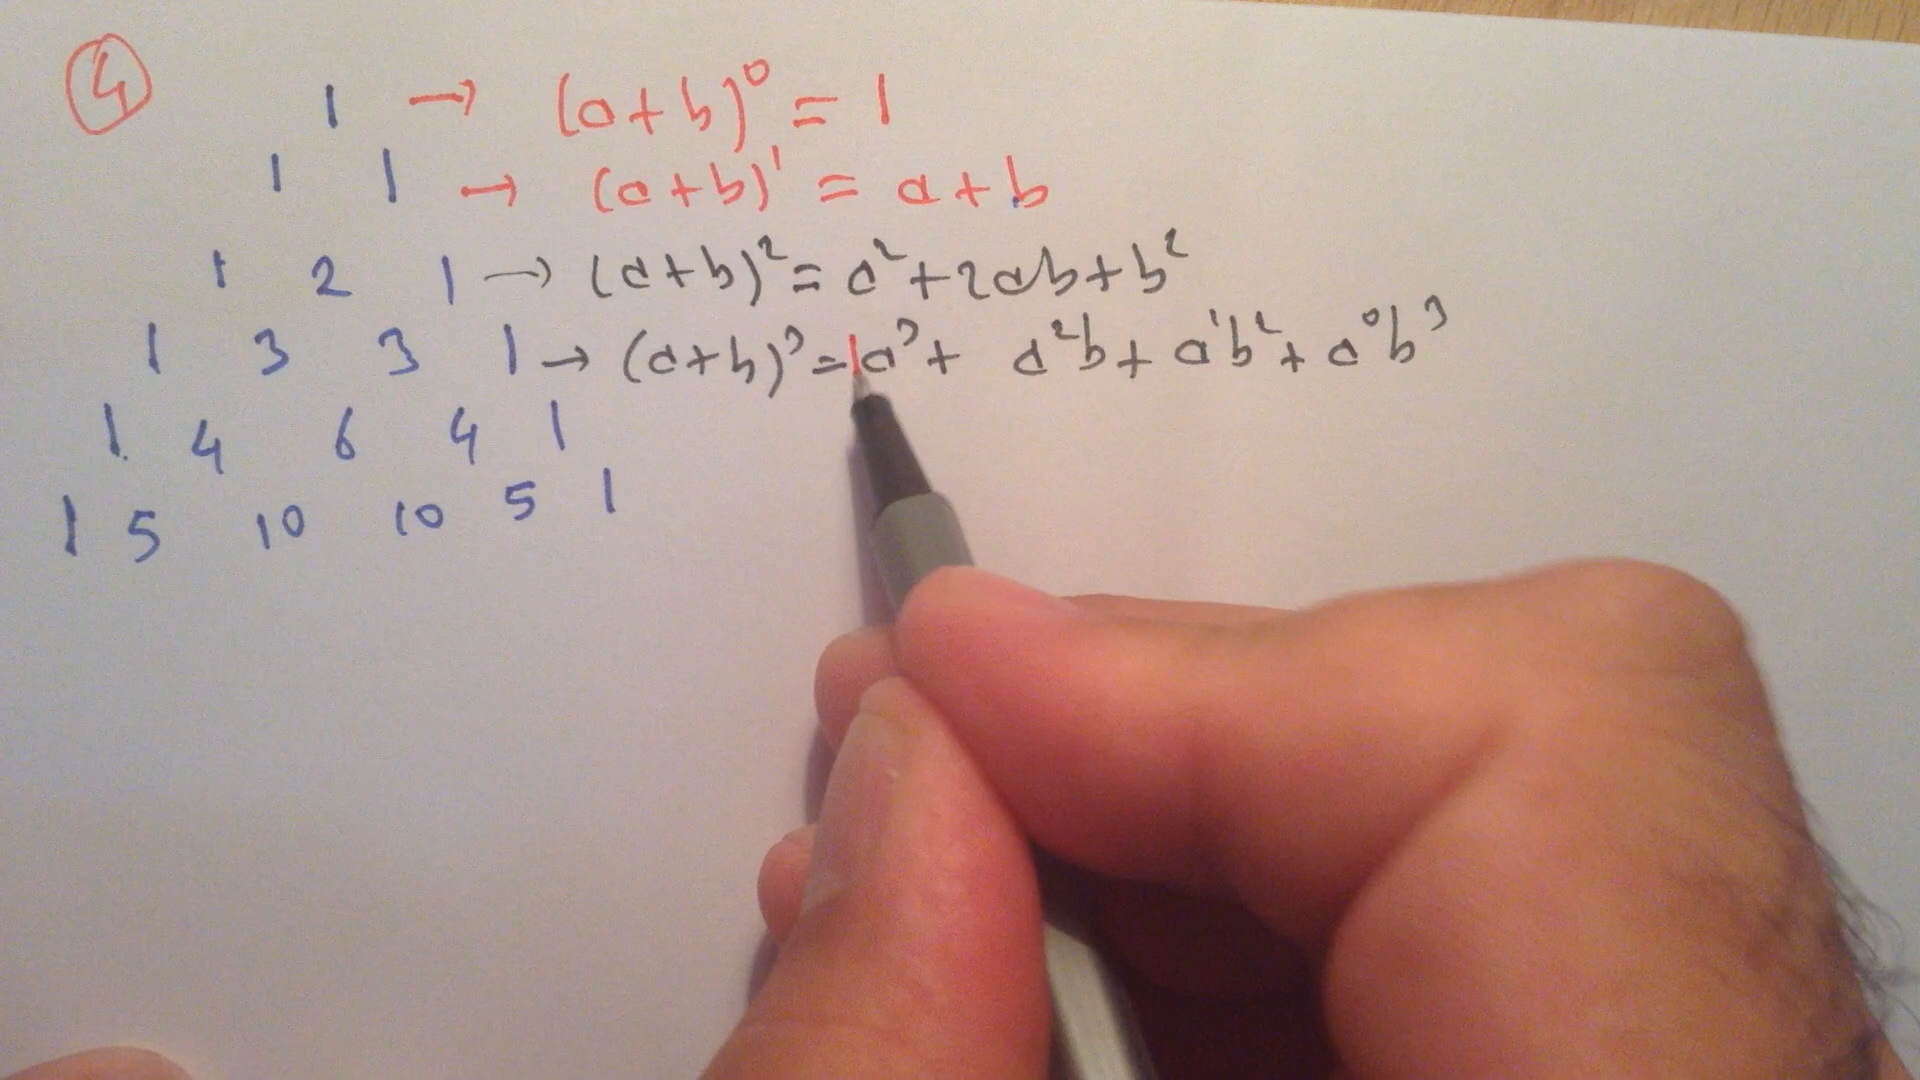 4
1 → (a+b)⁰ = 1
1 1 → (a+b)¹ = a+b
1 2 1 → (a+b)² = a²+2ab+b²
1 3 3 1 → (a+b)³ = 1a³+ a²b+a¹b²+a⁰b³
1 4 6 4 1
1 5 10 10 5 1